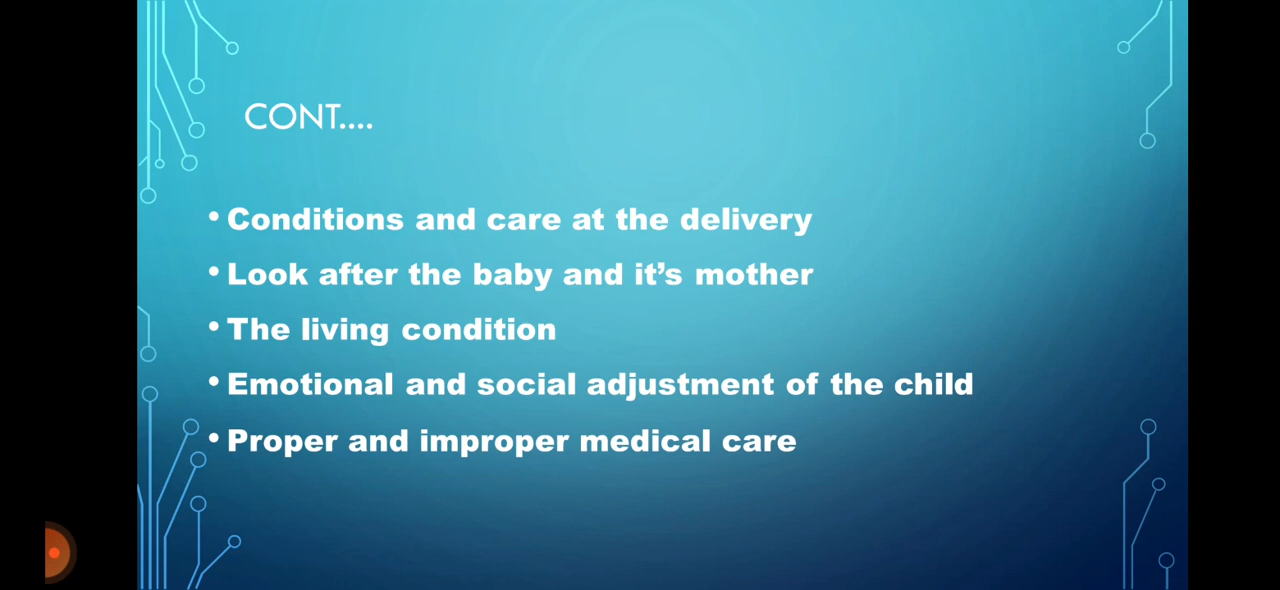 CONT....
• Conditions and care at the delivery
• Look after the baby and it’s mother
• The living condition
• Emotional and social adjustment of the child
• Proper and improper medical care